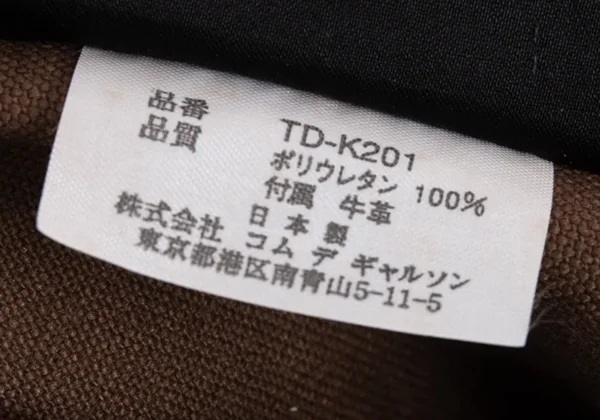 品番 TD-K201
品質 ポリウレタン 100%
付属 牛革
日本製
株式会社 コム デ ギャルソン
東京都港区南青山5-11-5